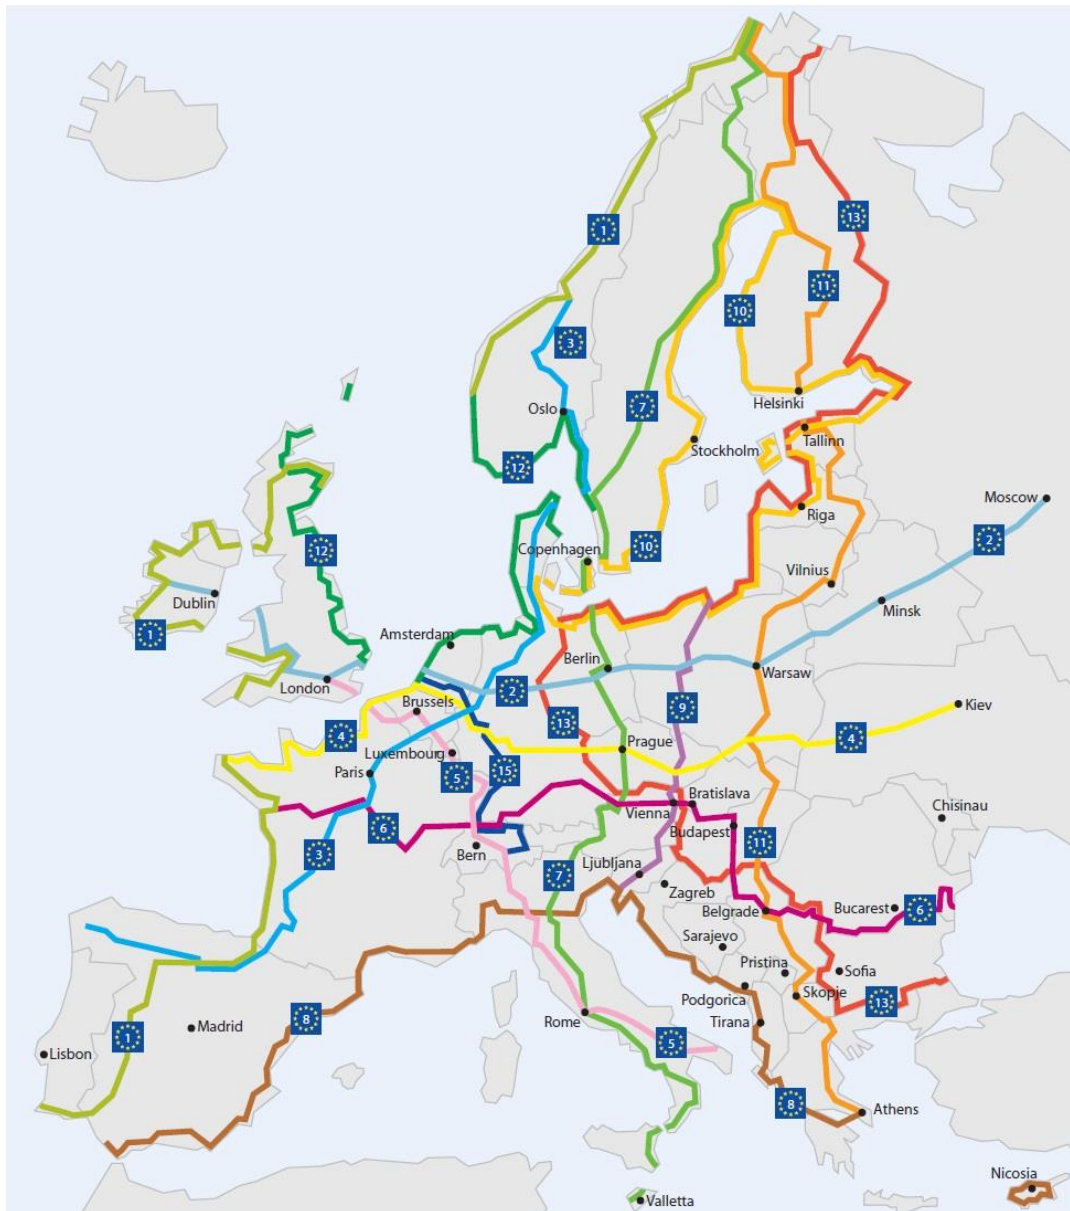 1
13
11
10
3
7
Helsinki
Oslo
Tallinn
Stockholm
12
Moscow
Riga
2
12
10
Copenhagen
Vilnius
Dublin
Minsk
1
Amsterdam
Berlin
Warsaw
London
2
Brussels
9
Kiev
4
13
4
Prague
Luxembourg
Paris
5
15
Bratislava
Chisinau
Vienna
6
Budapest
11
Bern
3
Ljubljana
7
Zagreb
Belgrade
Bucarest
6
Sarajevo
Pristina
Sofia
Podgorica
Skopje
13
8
Madrid
Rome
Tirana
1
5
Lisbon
8
Athens
Nicosia
Valletta